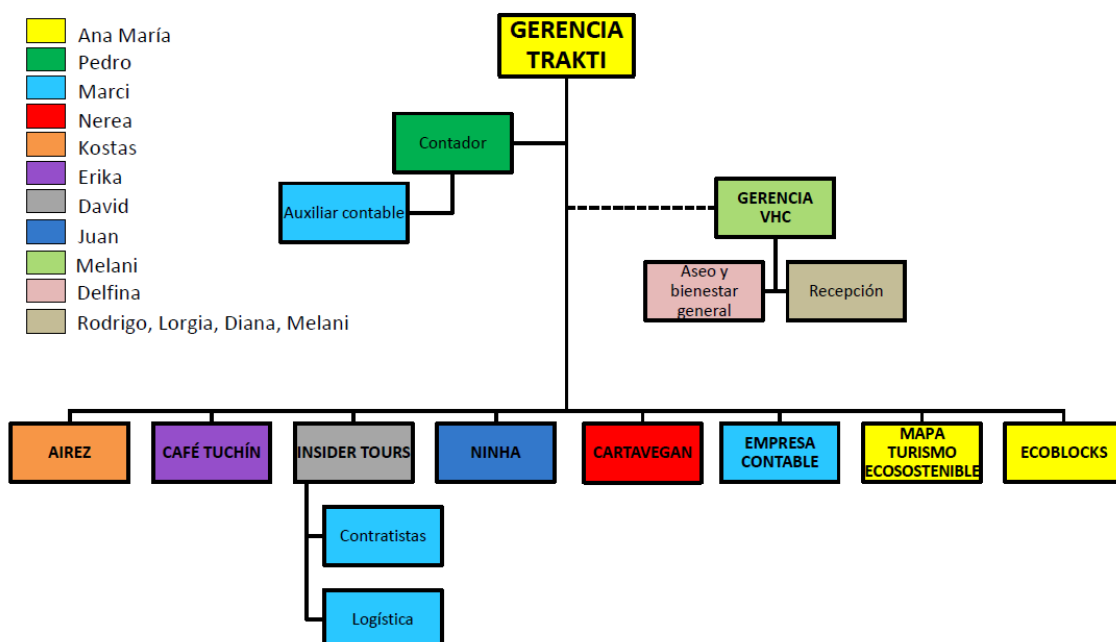 Ana María
Pedro
Marci
Nerea
Kostas
Erika
David
Juan
Melani
Delfina
Rodrigo, Lorgia, Diana, Melani
GERENCIA
TRAKTI
Contador
Auxiliar contable
GERENCIA
VHC
Aseo y
bienestar
general
Recepción
AIREZ
CAFÉ TUCHÍN
INSIDER TOURS
NINHA
CARTAVEGAN
EMPRESA
CONTABLE
MAPA
TURISMO
ECOSOSTENIBLE
ECOBLOCKS
Contratistas
Logística